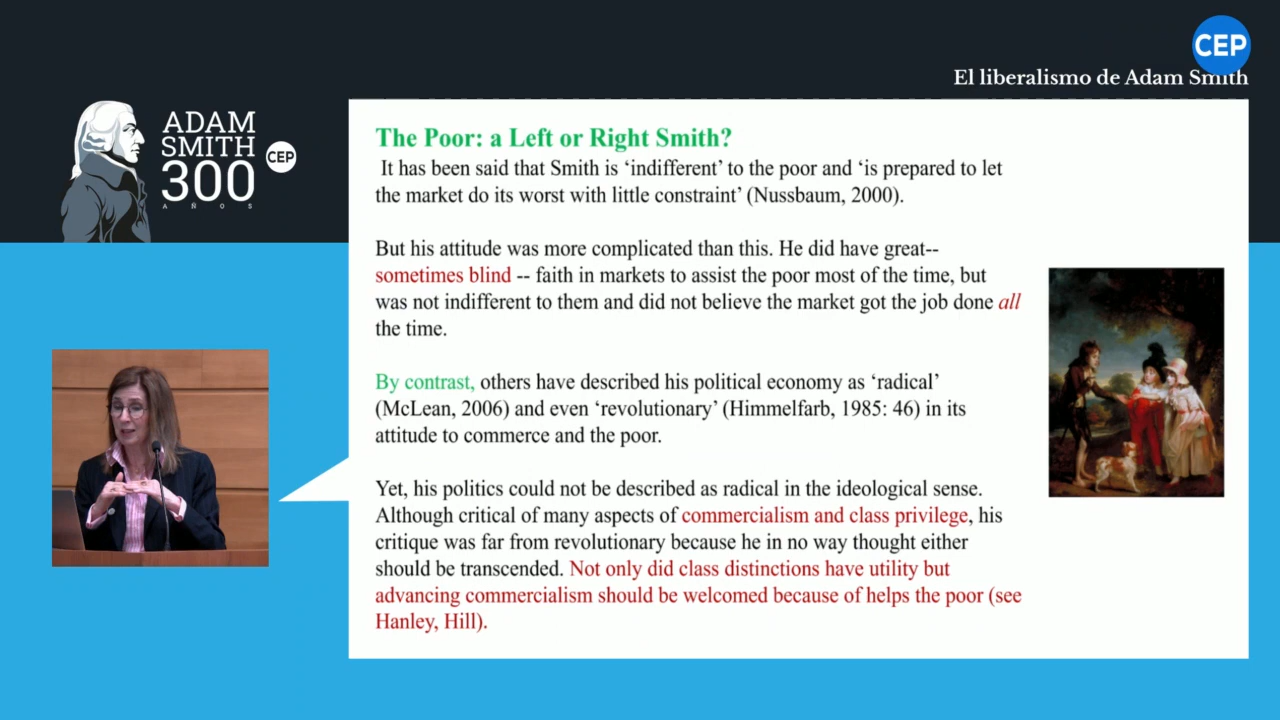 CEP
El liberalismo de Adam Smith
ADAM
SMITH
300
AÑOS
CEP
The Poor: a Left or Right Smith?
It has been said that Smith is ‘indifferent’ to the poor and ‘is prepared to let
the market do its worst with little constraint’ (Nussbaum, 2000).
But his attitude was more complicated than this. He did have great--
sometimes blind -- faith in markets to assist the poor most of the time, but
was not indifferent to them and did not believe the market got the job done all
the time.
By contrast, others have described his political economy as ‘radical’
(McLean, 2006) and even ‘revolutionary’ (Himmelfarb, 1985: 46) in its
attitude to commerce and the poor.
Yet, his politics could not be described as radical in the ideological sense.
Although critical of many aspects of commercialism and class privilege, his
critique was far from revolutionary because he in no way thought either
should be transcended. Not only did class distinctions have utility but
advancing commercialism should be welcomed because of helps the poor (see
Hanley, Hill).